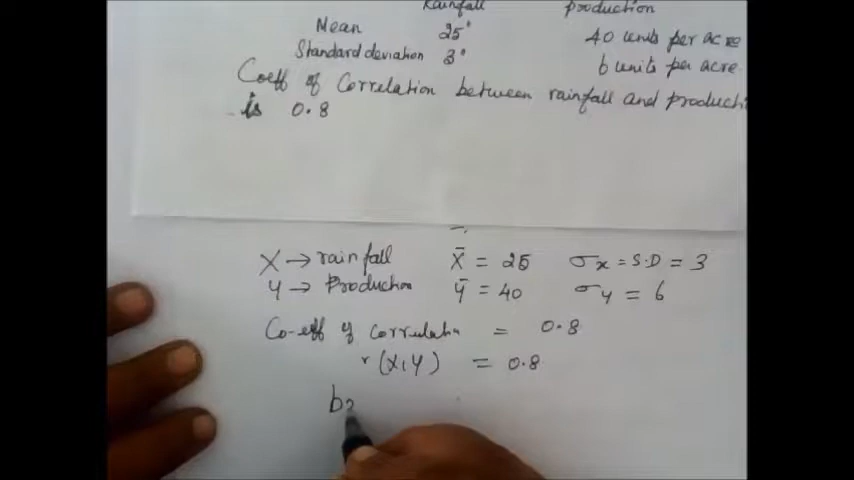 Rainfall production
Mean 25" 40 units per acre
Standard deviation 3" 6 units per acre
Coeff of Correlation between rainfall and producti
is 0.8
X → rainfall X̄ = 25 σx = S.D = 3
Y → Production Ȳ = 40 σy = 6
Co-eff of correlatn = 0.8
r (X, Y) = 0.8
b